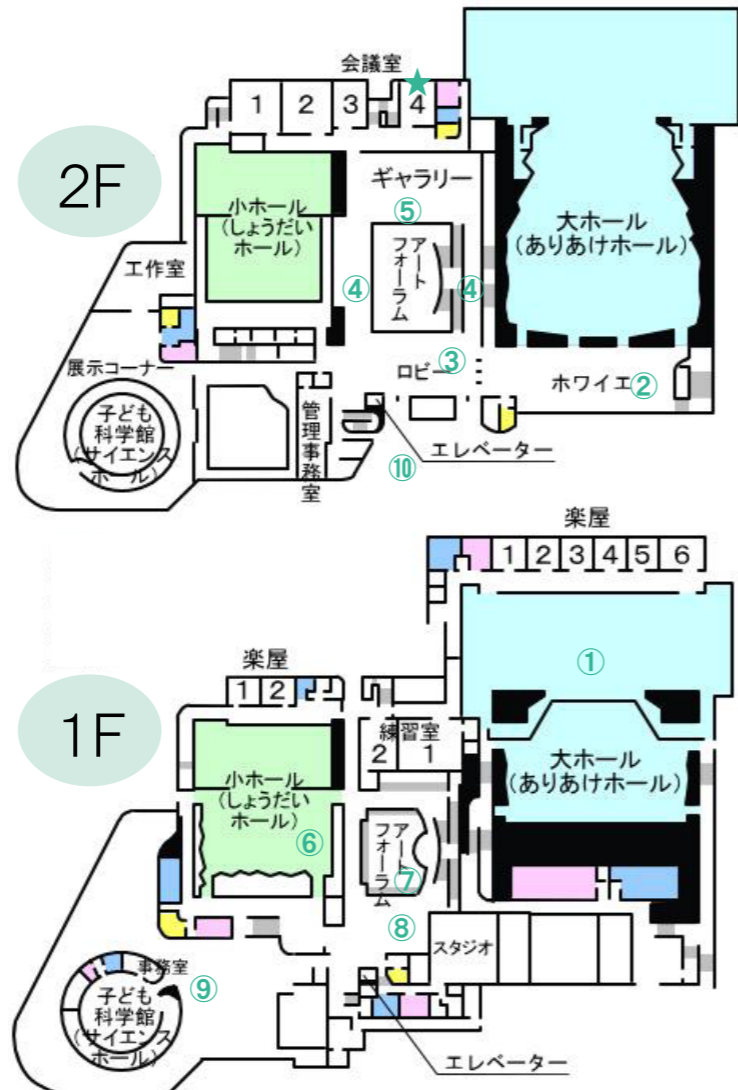 会議室
★
1 2 3 4
2F
ギャラリー
⑤
小ホール
(しょうだい
ホール)
大ホール
(ありあけホール)
アート
フォーラム
④
④
工作室
③
ロビー
展示コーナー
ホワイエ
②
子ども
科学館
(サイエンス
ホール)
管理事務室
エレベーター
⑩
楽屋
1 2 3 4 5 6
①
楽屋
1 2
1F
練習室
2 1
小ホール
(しょうだい
ホール)
大ホール
(ありあけホール)
⑥
アート
フォーラム
⑦
⑧
スタジオ
事務室
⑨
子ども
科学館
(サイエンス
ホール)
エレベーター